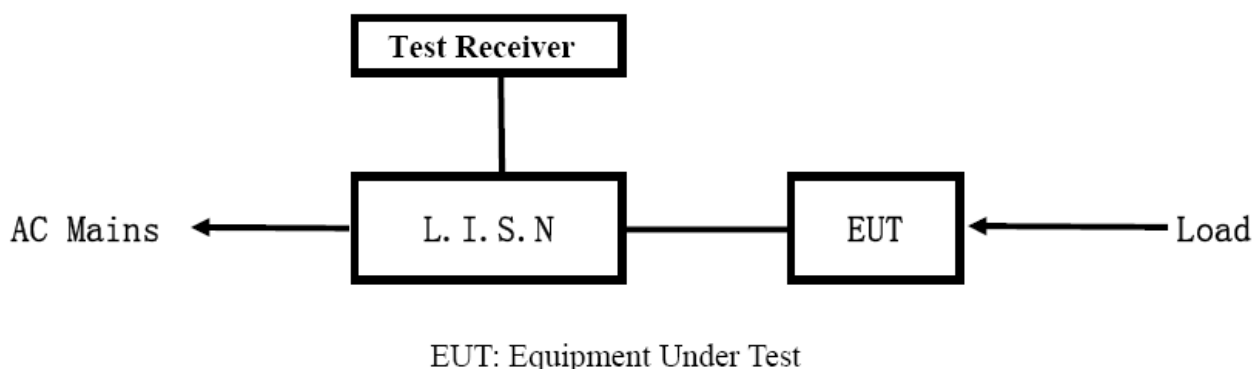 Test Receiver
AC Mains
L.I.S.N
EUT
Load
EUT: Equipment Under Test